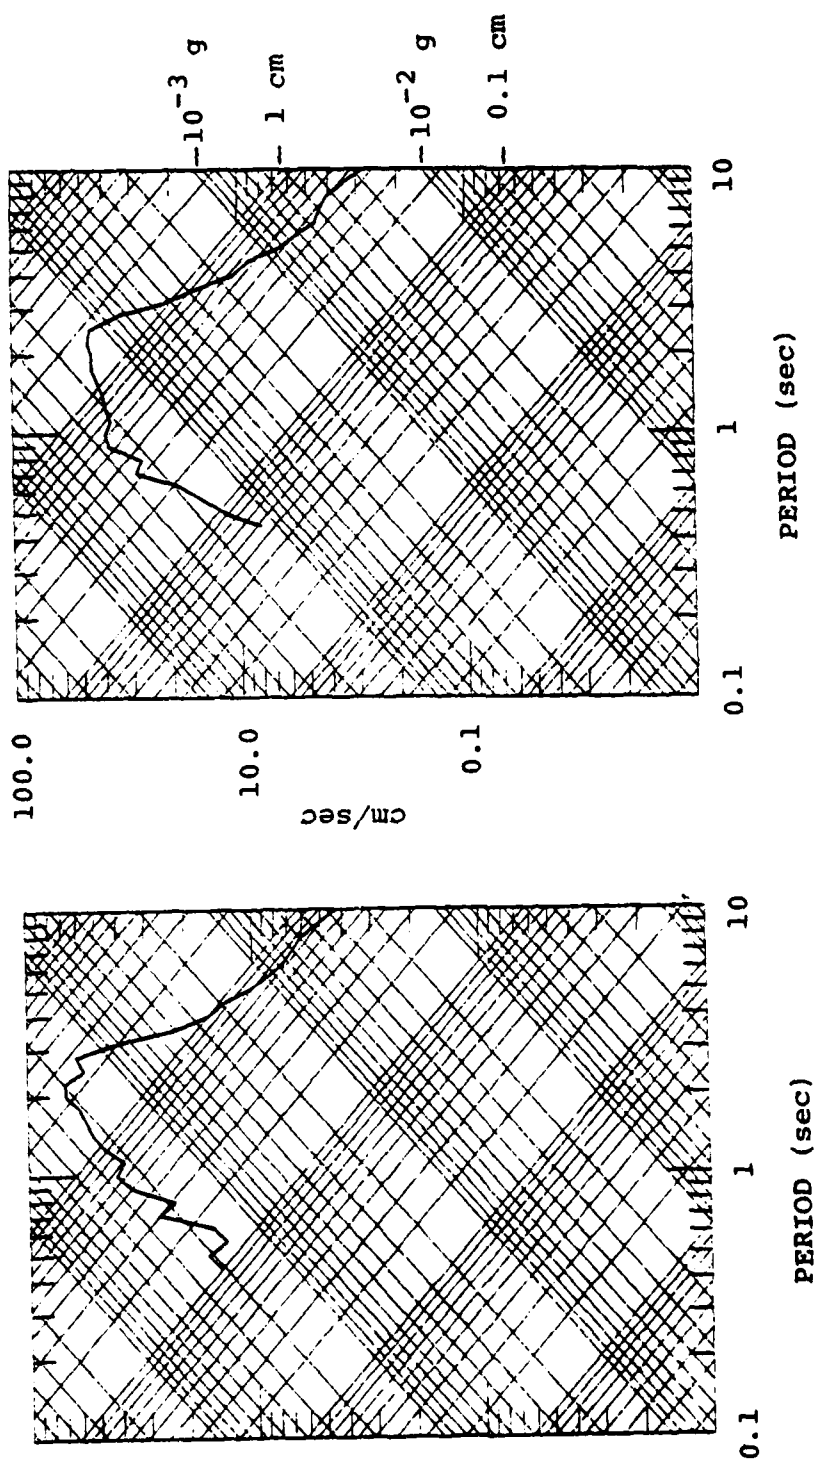 100.0
10.0
0.1
cm/sec
0.1
1
10
PERIOD (sec)
0.1
1
10
PERIOD (sec)
10⁻³ g
1 cm
10⁻² g
0.1 cm